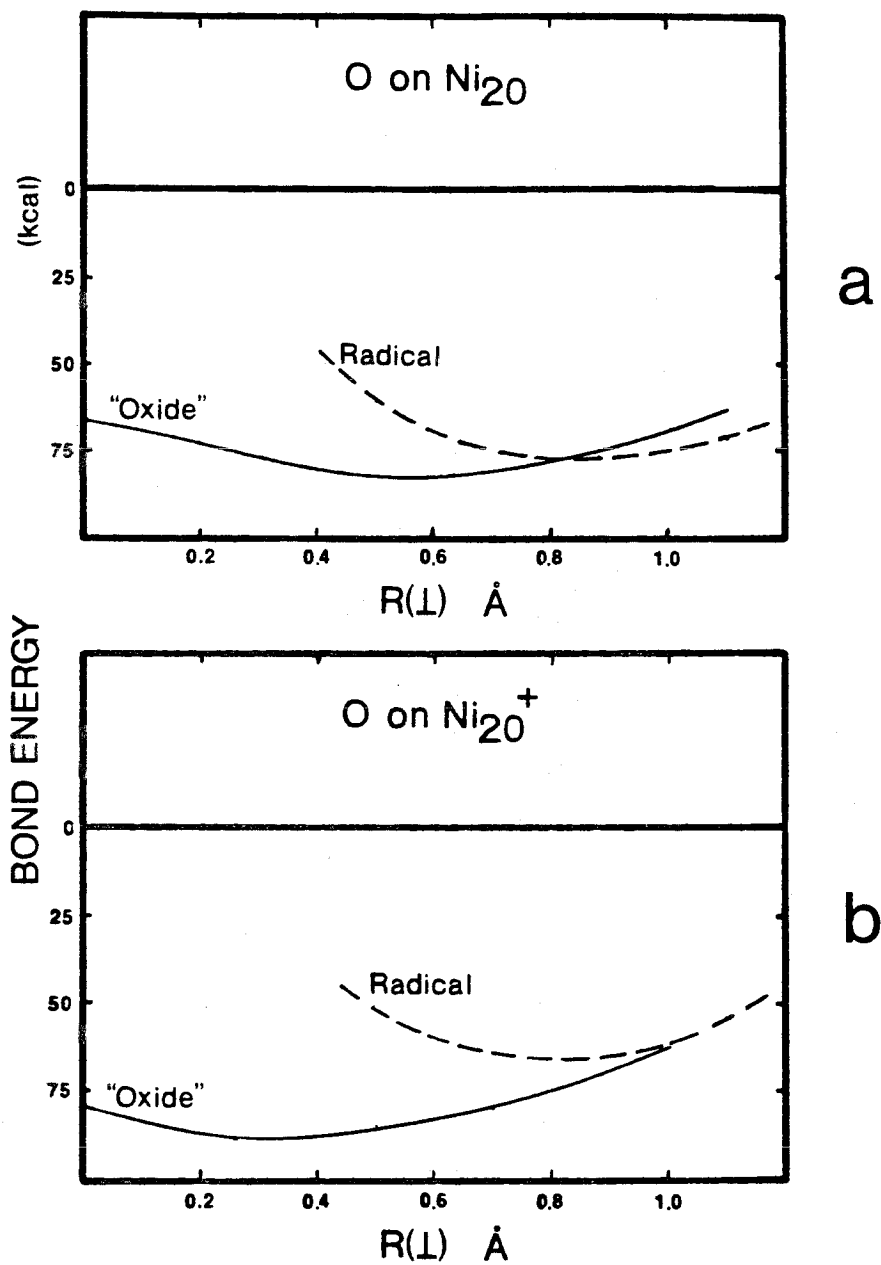 O on Ni20
(kcal)
0
25
50
75
Radical
"Oxide"
0.2 0.4 0.6 0.8 1.0
R(⊥) Å
a
BOND ENERGY
O on Ni20+
0
25
50
75
Radical
"Oxide"
0.2 0.4 0.6 0.8 1.0
R(⊥) Å
b